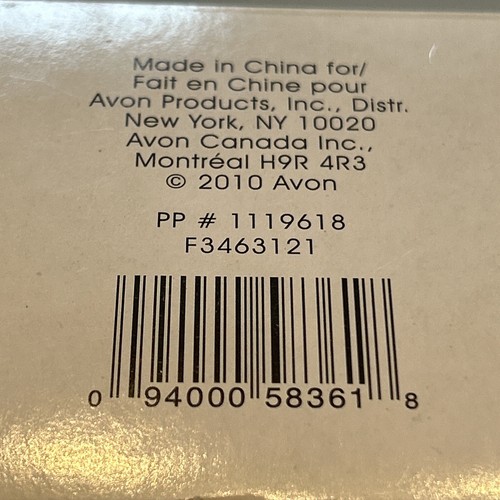 Made in China for/
Fait en Chine pour
Avon Products, Inc., Distr.
New York, NY 10020
Avon Canada Inc.,
Montréal H9R 4R3
© 2010 Avon
PP # 1119618
F3463121
0 94000 58361 8